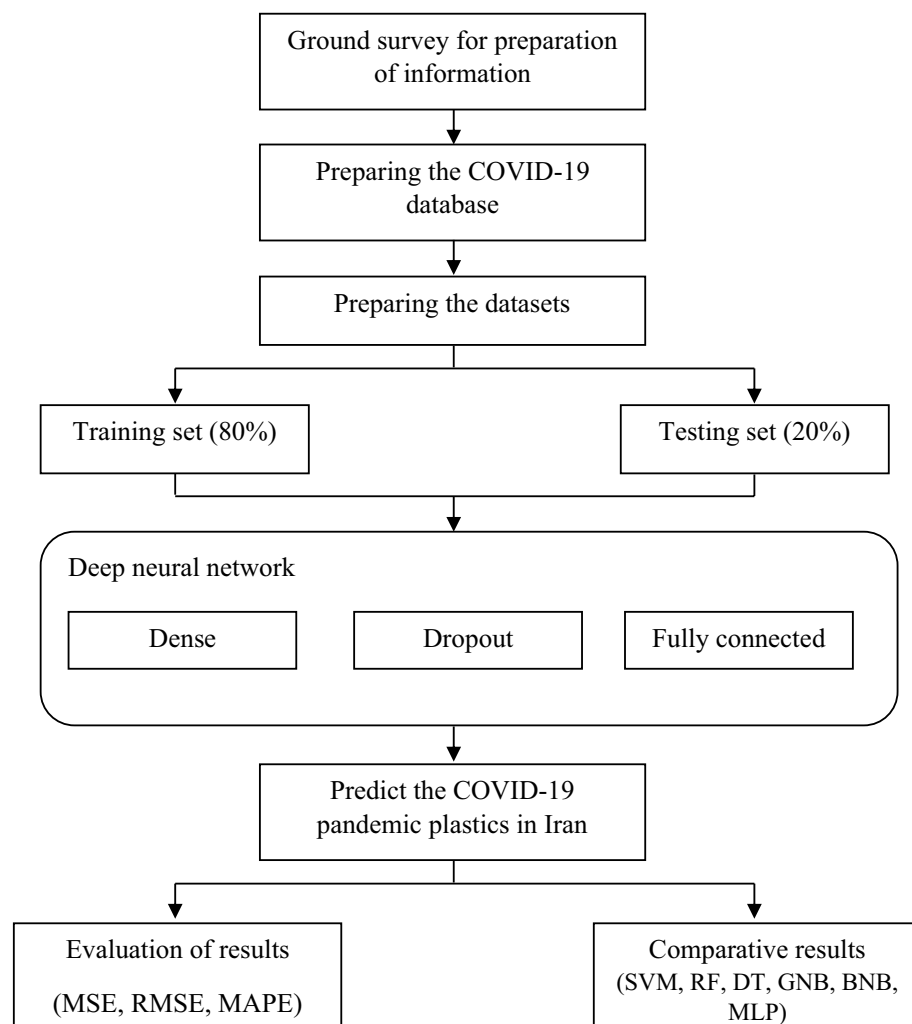 Ground survey for preparation
of information
Preparing the COVID-19
database
Preparing the datasets
Training set (80%)
Testing set (20%)
Deep neural network
Dense
Dropout
Fully connected
Predict the COVID-19
pandemic plastics in Iran
Evaluation of results
(MSE, RMSE, MAPE)
Comparative results
(SVM, RF, DT, GNB, BNB,
MLP)